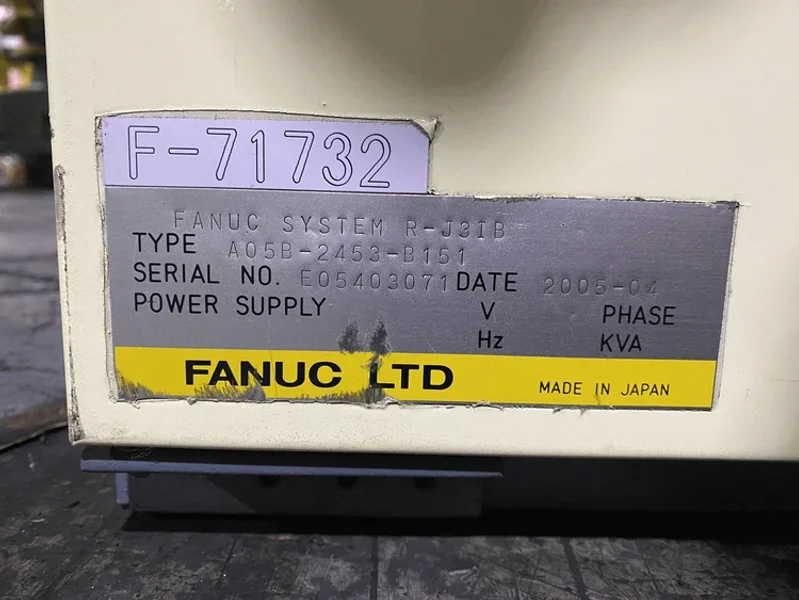 F-71732
FANUC SYSTEM R-J3IB
TYPE A05B-2453-B151
SERIAL NO. E05403071 DATE 2005-04
POWER SUPPLY V PHASE
Hz KVA
FANUC LTD MADE IN JAPAN